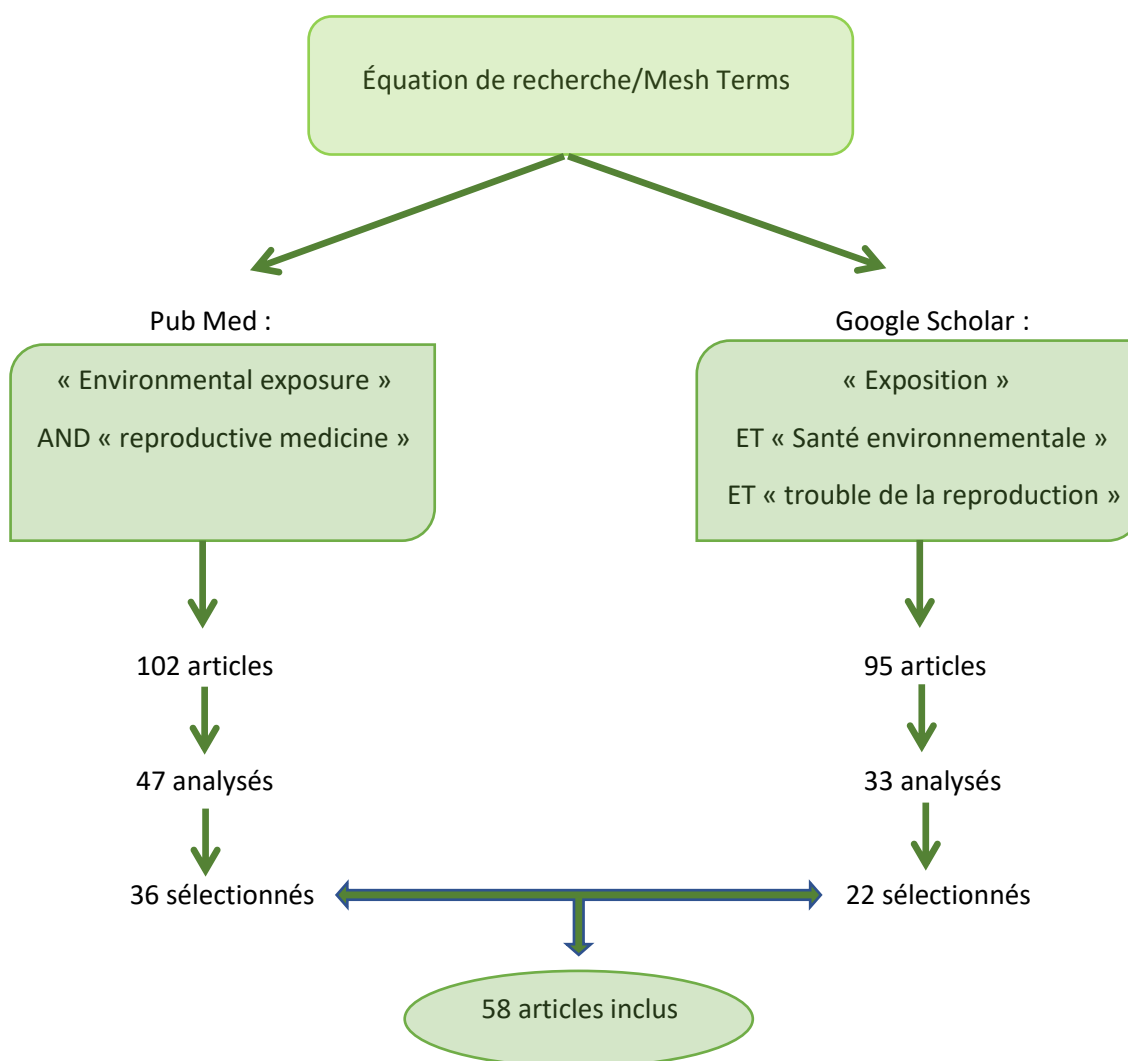 Équation de recherche/Mesh Terms
Pub Med :
« Environmental exposure »
AND « reproductive medicine »
102 articles
47 analysés
36 sélectionnés
Google Scholar :
« Exposition »
ET « Santé environnementale »
ET « trouble de la reproduction »
95 articles
33 analysés
22 sélectionnés
58 articles inclus